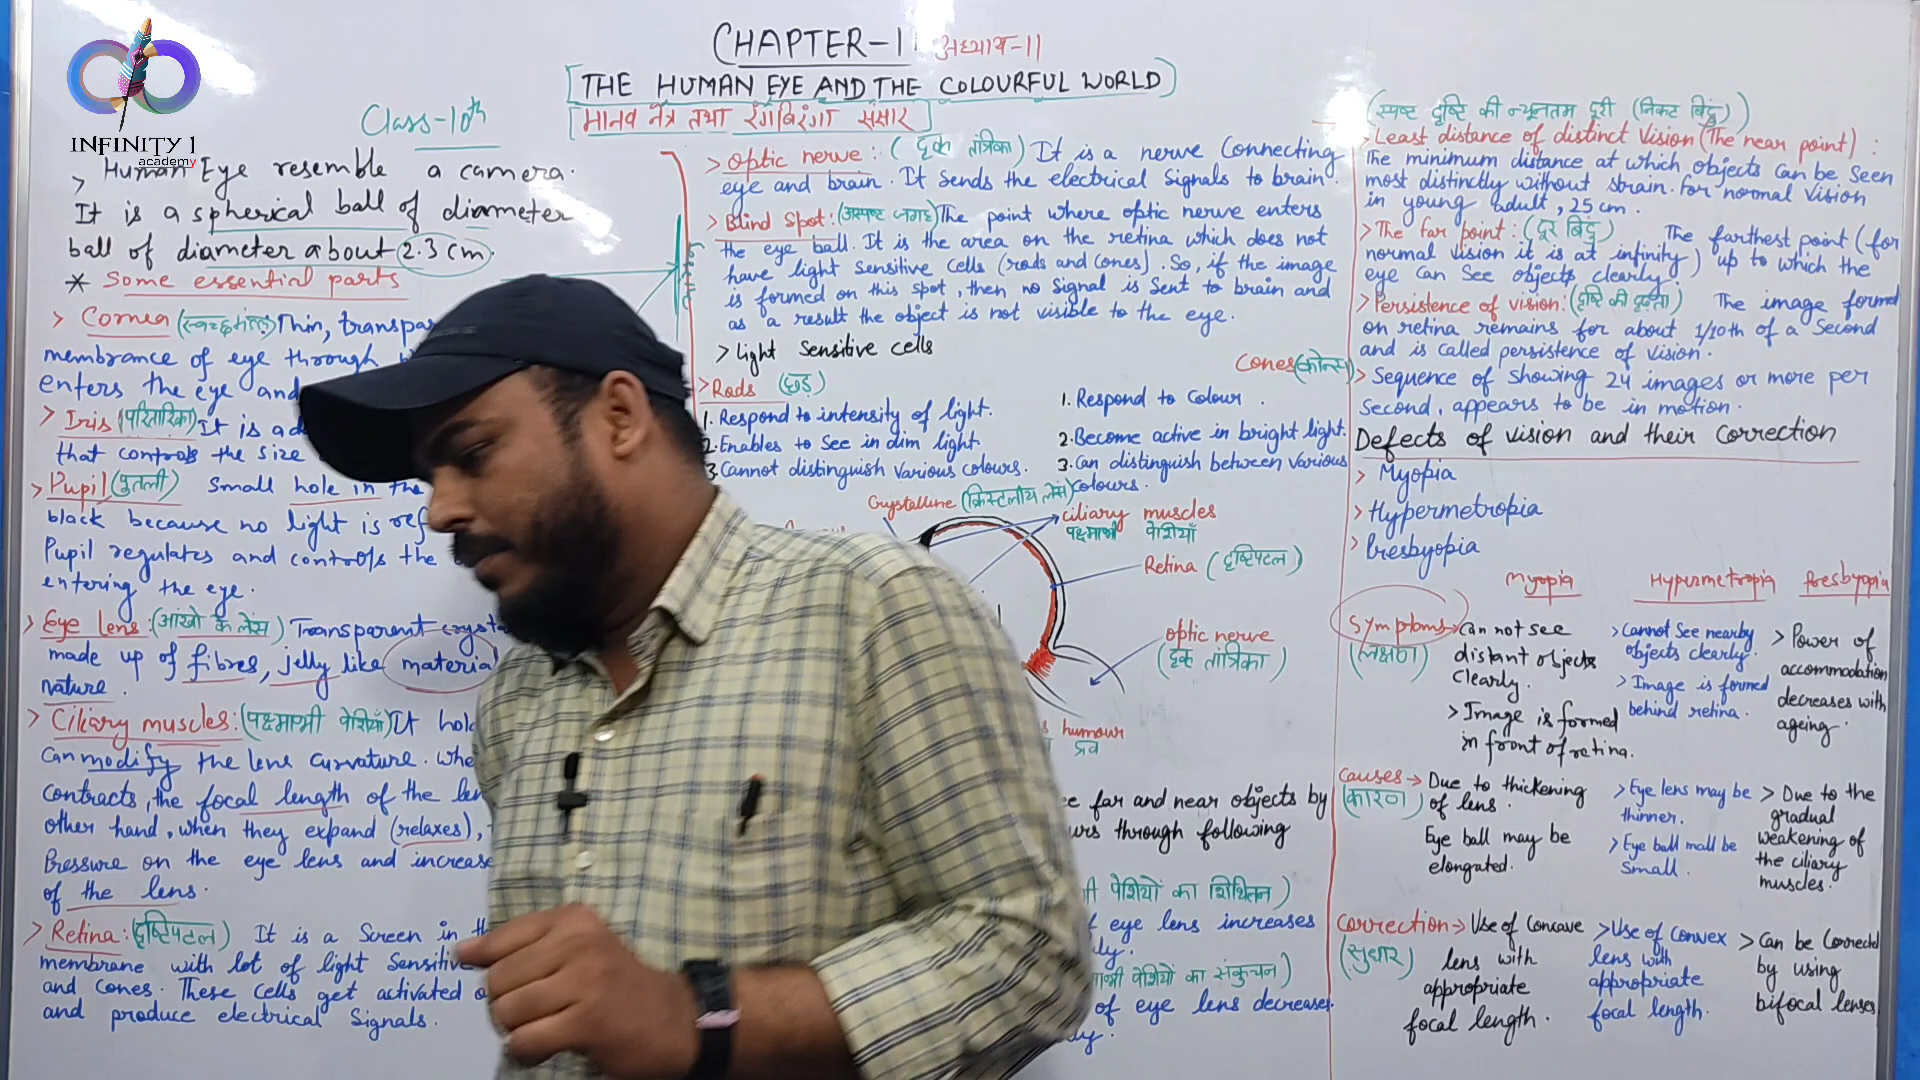 CHAPTER-11 अध्याय-11
THE HUMAN EYE AND THE COLOURFUL WORLD
मानव नेत्र तथा रंगबिरंगा संसार
Class-10th
INFINITY 1
academy
> Human Eye resemble a camera.
It is a spherical ball of diameter
ball of diameter about 2.3 cm.
* Some essential parts
> Cornea (स्वच्छमंडल) Thin, transpa
membrance of eye through
enters the eye and
> Iris (परितारिका) It is a
that controls the size
> Pupil (पुतली) Small hole in the
black because no light is ref
Pupil regulates and controls the
entering the eye.
> Eye lens: (आंखो के लेंस) Transparent crysta
made up of fibres, jelly like material
nature.
> Ciliary muscles: (पक्ष्माभी पेशियाँ) It hold
can modify the lens curvature. Whe
contracts, the focal length of the len
other hand, when they expand (relaxes),
Pressure on the eye lens and increase
of the lens.
> Retina: (दृष्टिपटल) It is a Screen in th
membrane with lot of light Sensitive
and cones. These cells get activated
and produce electrical Signals.
> Optic nerve: (दृक तंत्रिका) It is a nerve Connecting
eye and brain. It Sends the electrical Signals to brain.
> Blind Spot: (अस्पष्ट जगह) The point where optic nerve enters
the eye ball. It is the area on the retina which does not
have light Sensitive Cells (rods and Cones). So, if the image
is formed on this spot, then no Signal is Sent to brain and
as a result the object is not visible to the eye.
> light Sensitive cells
> Rods (छड़)
1. Respond to intensity of light.
2. Enables to See in dim light
3. Cannot distinguish various colours.
Cones (कोन्स)
1. Respond to Colour.
2. Become active in bright light.
3. Can distinguish between various
Colours.
Crystalline (क्रिस्टलीय लेंस)
ciliary muscles
पक्ष्माभी पेशियाँ
Retina (दृष्टिपटल)
optic nerve
(दृक तांत्रिका)
humour
द्रव
e far and near objects by
urs through following
भी पेशियों का शिथिलन)
f eye lens increases
ly.
माभी पेशियों का संकुचन)
of eye lens decreases.
ly.
(स्पष्ट दृष्टि की न्यूनतम दूरी (निकट बिंदु))
> Least distance of distinct Vision (The near point) :
The minimum distance at which objects Can be Seen
most distinctly without strain. for normal Vision
in young adult, 25 cm.
> The far point: (दूर बिंदु) The farthest point (for
normal vision it is at infinity) up to which the
eye can See objects clearly.
> Persistence of vision: The image formed
on retina remains for about 1/10th of a Second
and is called persistence of vision.
> Sequence of Showing 24 images or more per
Second, appears to be in motion.
Defects of vision and their Correction
> Myopia
> Hypermetropia
> Presbyopia
Myopia Hypermetropia Presbyopia
Symptoms→
(लक्षण)
Can not see
distant objects
Clearly.
> Image is formed
in front of retina.
> Cannot See nearby
objects clearly.
> Image is formed
behind retina.
> Power of
accommodation
decreases with
ageing.
Causes→
(कारण)
Due to thickening
of lens.
Eye ball may be
elongated.
> Eye lens may be
thinner.
> Eye ball mall be
Small.
> Due to the
gradual
weakening of
the ciliary
muscles.
Correction→
(सुधार)
Use of Concave
lens with
appropriate
focal length.
> Use of Convex
lens with
appropriate
focal length.
> Can be Corrected
by using
bifocal lenses